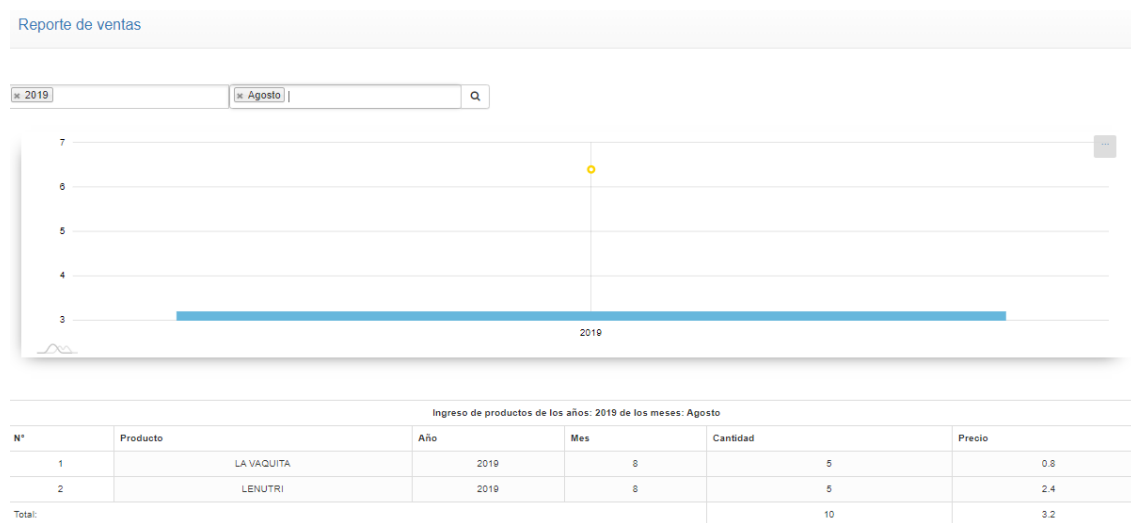 Reporte de ventas
× 2019 × Agosto
7
6
5
4
3
2019
Ingreso de productos de los años: 2019 de los meses: Agosto
N° Producto Año Mes Cantidad Precio
1 LA VAQUITA 2019 8 5 0.8
2 LENUTRI 2019 8 5 2.4
Total: 10 3.2